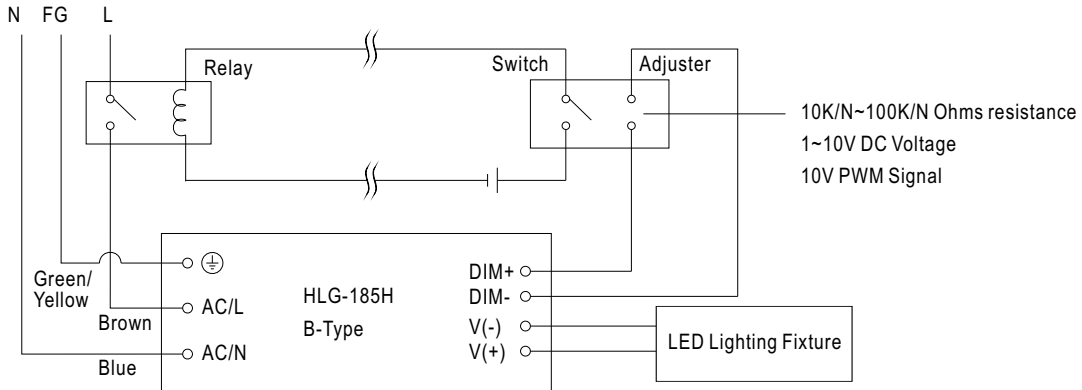 N FG L
Relay
Switch
Adjuster
10K/N~100K/N Ohms resistance
1~10V DC Voltage
10V PWM Signal
Green/
Yellow
Brown
Blue
AC/L
AC/N
HLG-185H
B-Type
DIM+
DIM-
V(-)
V(+)
LED Lighting Fixture